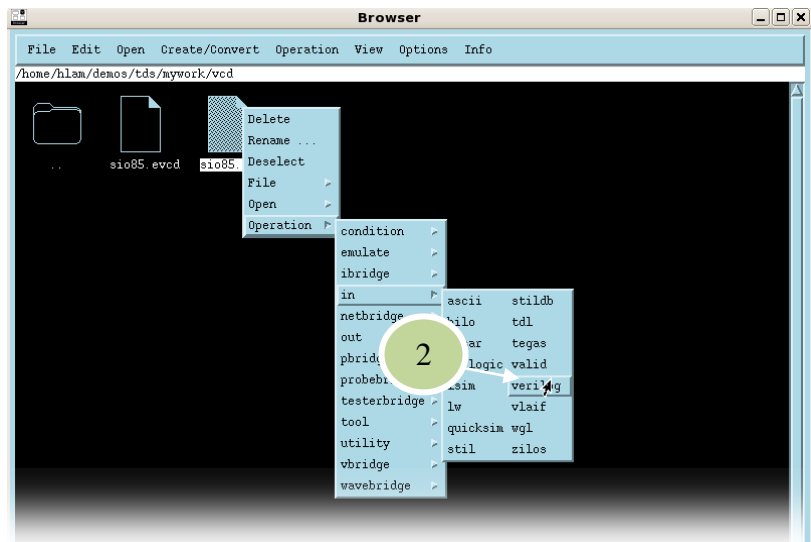 Browser
File Edit Open Create/Convert Operation View Options Info
/home/hlam/demos/tds/mywork/vcd
..
sio85.evcd
sio85.
Delete
Rename ...
Deselect
File
Open
Operation
condition
emulate
ibridge
in
netbridge
out
probeb
testerbridge
tool
utility
vbridge
wavebridge
ascii stildb
tdl
tegas
valid
lw vlaif
quicksim wgl
stil zilos
2